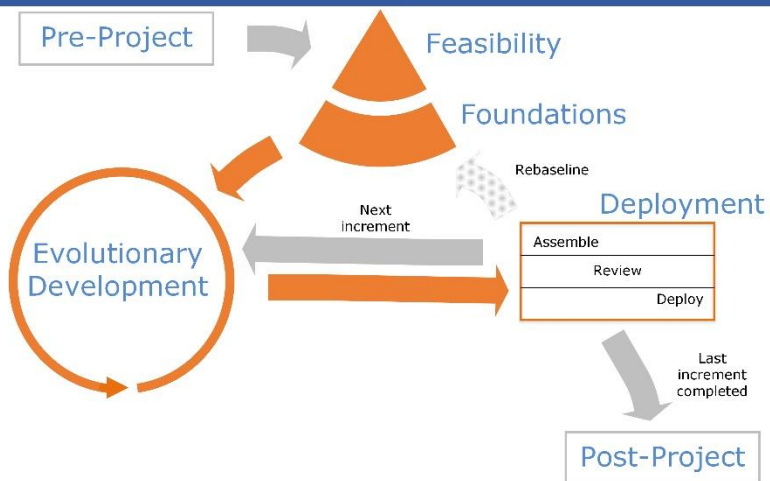 Pre-Project
Feasibility
Foundations
Rebaseline
Deployment
Next
increment
Assemble
Review
Deploy
Evolutionary
Development
Last
increment
completed
Post-Project